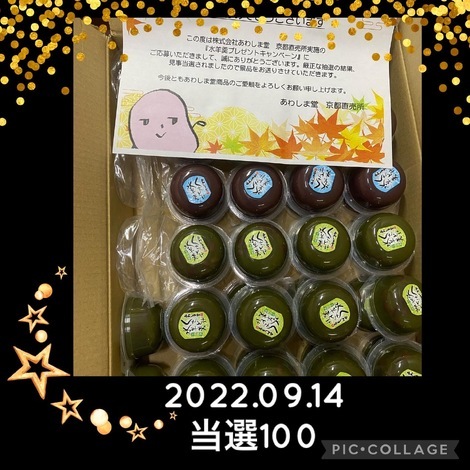 ございます
この度は株式会社あわしま堂 京都直売所実施の
『水羊羹プレゼントキャンペーン』に
ご応募いただきまして、誠にありがとうございます。厳正な抽選の結果、
見事当選されましたので景品をお送りさせていただきます。
今後ともあわしま堂商品のご愛顧をよろしくお願い申し上げます。
あわしま堂 京都直売所
2022.09.14
当選100
PIC•COLLAGE